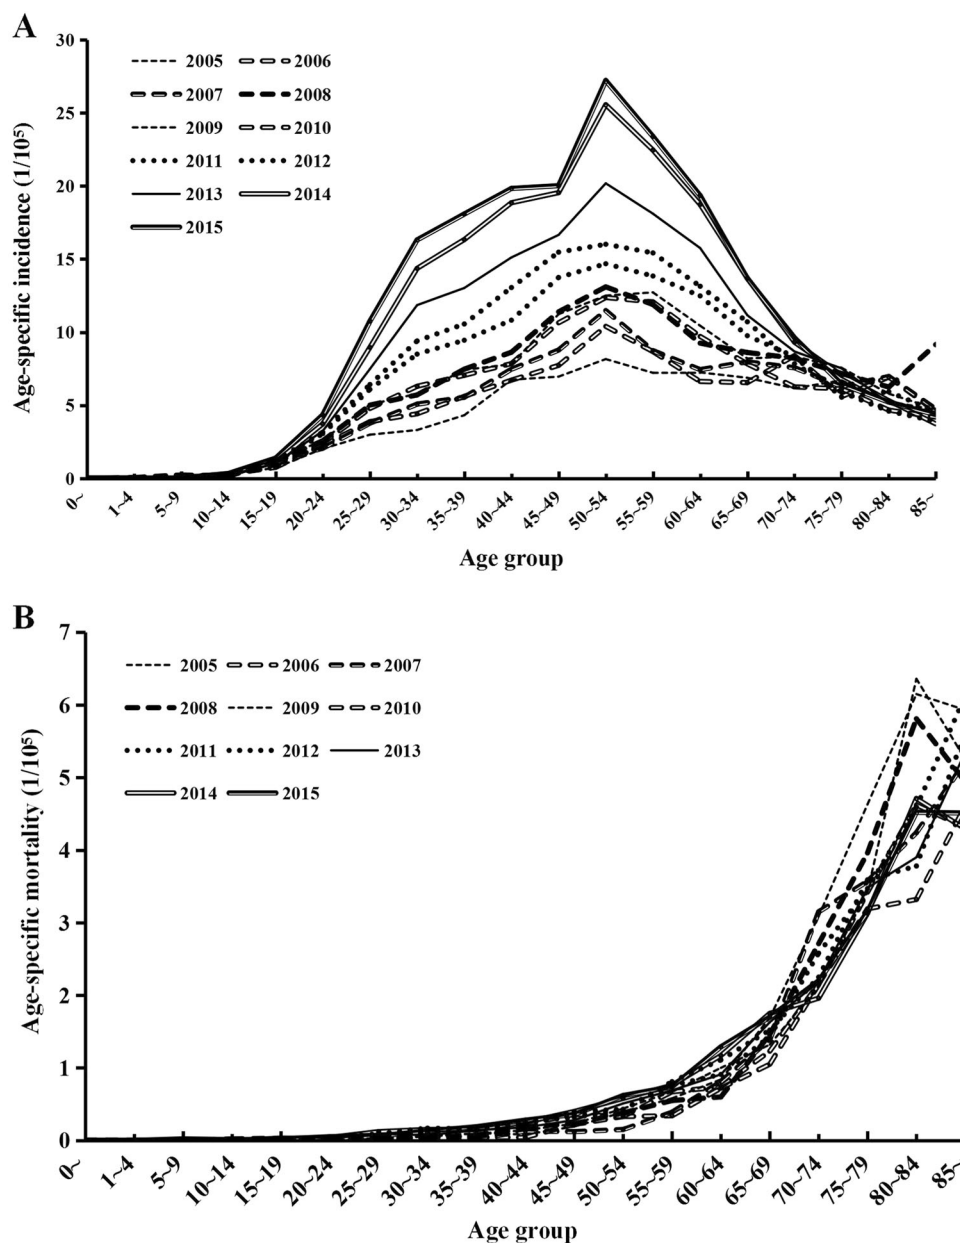 A
30
25
20
15
10
5
0
Age-specific incidence (1/10⁵)
2005 2006
2007 2008
2009 2010
2011 2012
2013 2014
2015
0~ 1~4 5~9 10~14 15~19 20~24 25~29 30~34 35~39 40~44 45~49 50~54 55~59 60~64 65~69 70~74 75~79 80~84 85~
Age group
B
7
6
5
4
3
2
1
0
Age-specific mortality (1/10⁵)
2005 2006 2007
2008 2009 2010
2011 2012 2013
2014 2015
0~ 1~4 5~9 10~14 15~19 20~24 25~29 30~34 35~39 40~44 45~49 50~54 55~59 60~64 65~69 70~74 75~79 80~84 85~
Age group